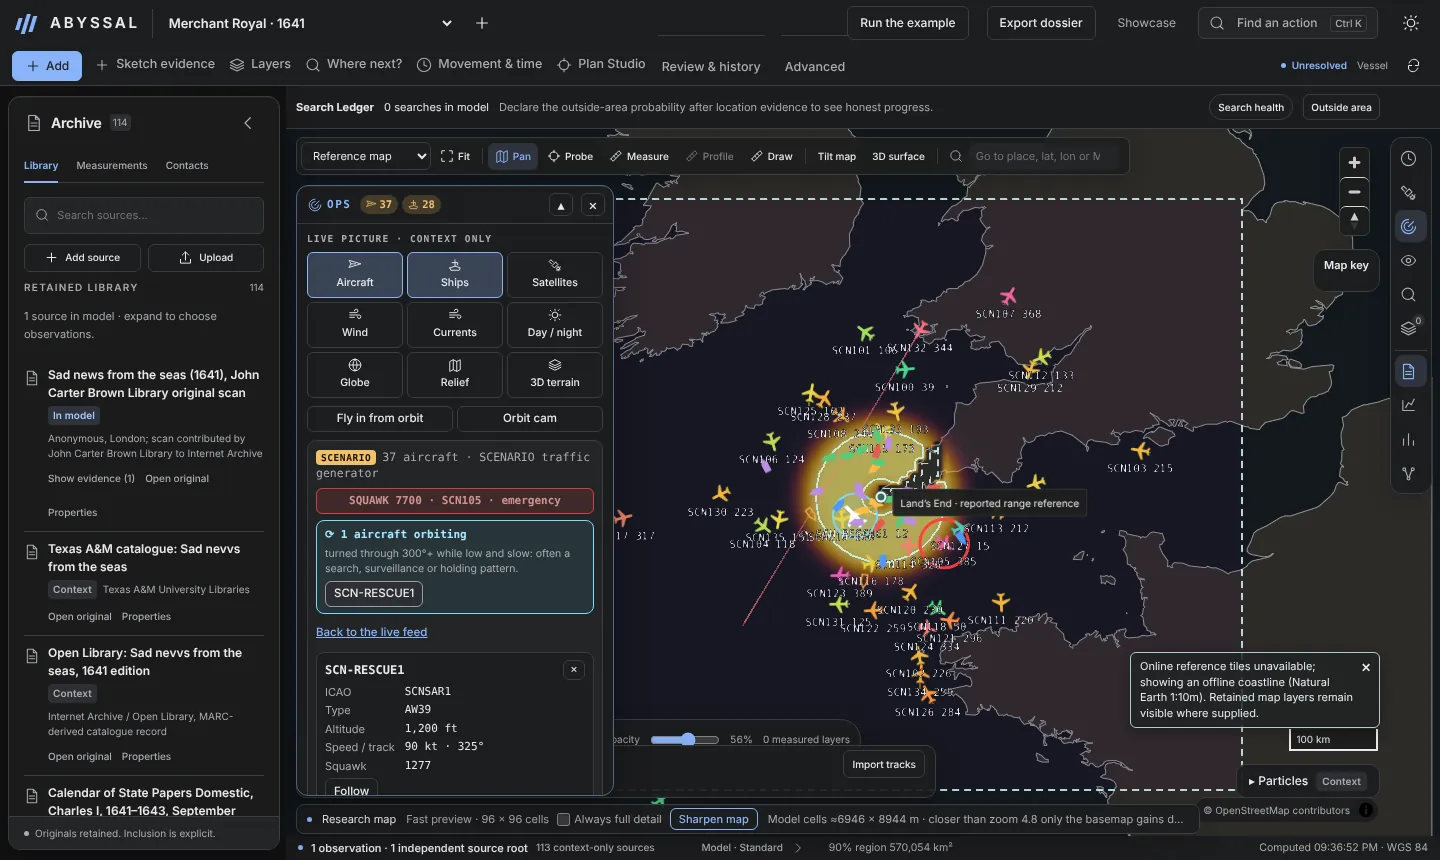 ABYSSAL
Merchant Royal · 1641
Run the example
Export dossier
Showcase
Find an action
Ctrl K
Add
Sketch evidence
Layers
Where next?
Movement & time
Plan Studio
Review & history
Advanced
Unresolved
Vessel
Archive
114
Library
Measurements
Contacts
Search sources...
Add source
Upload
RETAINED LIBRARY
114
1 source in model · expand to choose
observations.
Sad news from the seas (1641), John
Carter Brown Library original scan
In model
Anonymous, London; scan contributed by
John Carter Brown Library to Internet Archive
Show evidence (1)
Open original
Properties
Texas A&M catalogue: Sad nevvs
from the seas
Context
Texas A&M University Libraries
Open original
Properties
Open Library: Sad nevvs from the
seas, 1641 edition
Context
Internet Archive / Open Library, MARC-
derived catalogue record
Open original
Properties
Calendar of State Papers Domestic,
Charles I, 1641–1643, September
Originals retained. Inclusion is explicit.
Search Ledger
0 searches in model
Declare the outside-area probability after location evidence to see honest progress.
Search health
Outside area
Reference map
Fit
Pan
Probe
Measure
Profile
Draw
Tilt map
3D surface
Go to place, lat, lon or M
OPS
37
28
LIVE PICTURE · CONTEXT ONLY
Aircraft
Ships
Satellites
Wind
Currents
Day / night
Globe
Relief
3D terrain
Fly in from orbit
Orbit cam
SCENARIO
37 aircraft · SCENARIO traffic
generator
SQUAWK 7700 · SCN105 · emergency
1 aircraft orbiting
turned through 300°+ while low and slow: often a
search, surveillance or holding pattern.
SCN-RESCUE1
Back to the live feed
SCN-RESCUE1
ICAO
SCNSAR1
Type
AW39
Altitude
1,200 ft
Speed / track
90 kt · 325°
Squawk
1277
Follow
SCN107 368
SCN132 344
SCN100 39
SCN129 212
SCN106 124
SCN103 215
SCN130 223
17 317
SCN104 118
SCN113 212
Land's End · reported range reference
SCN116 178
SCN123 389
SCN111 220
SCN122 259
SCN124 334
SCN126 284
Map key
Online reference tiles unavailable;
showing an offline coastline (Natural
Earth 1:10m). Retained map layers remain
visible where supplied.
100 km
56%
0 measured layers
Import tracks
Particles
Context
© OpenStreetMap contributors
Research map
Fast preview · 96 × 96 cells
Always full detail
Sharpen map
Model cells ≈6946 × 8944 m · closer than zoom 4.8 only the basemap gains d...
1 observation · 1 independent source root
113 context-only sources
Model · Standard
90% region 570,054 km²
Computed 09:36:52 PM · WGS 84